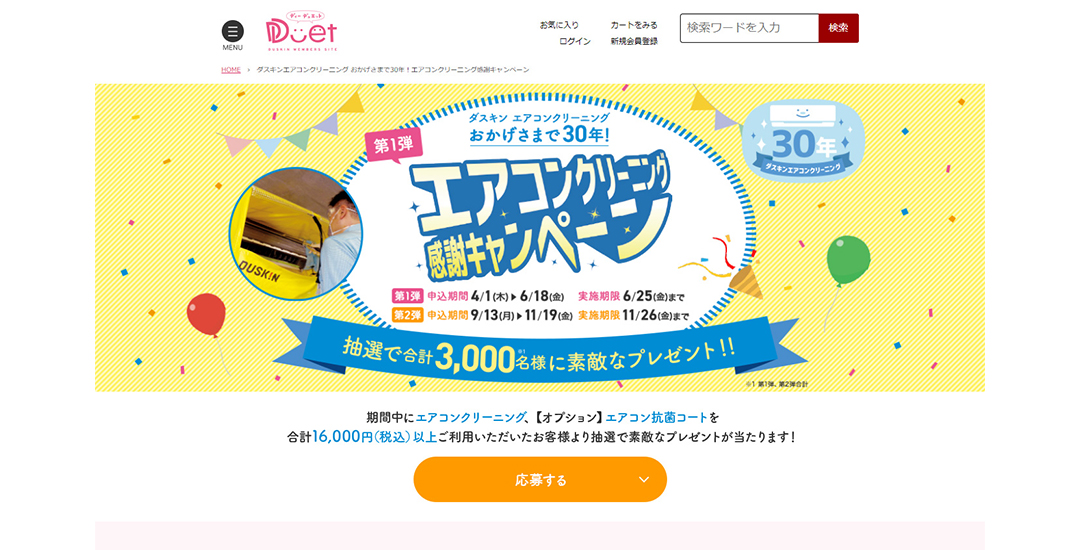 MENU
ディー・デュエット
DDuet
DUSKIN MEMBERS SITE
お気に入り
カートをみる
ログイン
新規会員登録
検索ワードを入力
検索
HOME
ダスキンエアコンクリーニング おかげさまで30年！エアコンクリーニング感謝キャンペーン
ダスキン エアコンクリーニング
おかげさまで30年!
第1弾
エアコンクリーニング
感謝キャンペーン
30年
ダスキンエアコンクリーニング
DUSKIN
第1弾 申込期間 4/1(木)▶6/18(金) 実施期限 6/25(金)まで
第2弾 申込期間 9/13(月)▶11/19(金) 実施期限 11/26(金)まで
抽選で合計3,000※1名様に素敵なプレゼント!!
※1 第1弾、第2弾合計
期間中にエアコンクリーニング、【オプション】エアコン抗菌コートを
合計16,000円（税込）以上ご利用いただいたお客様より抽選で素敵なプレゼントが当たります！
応募する